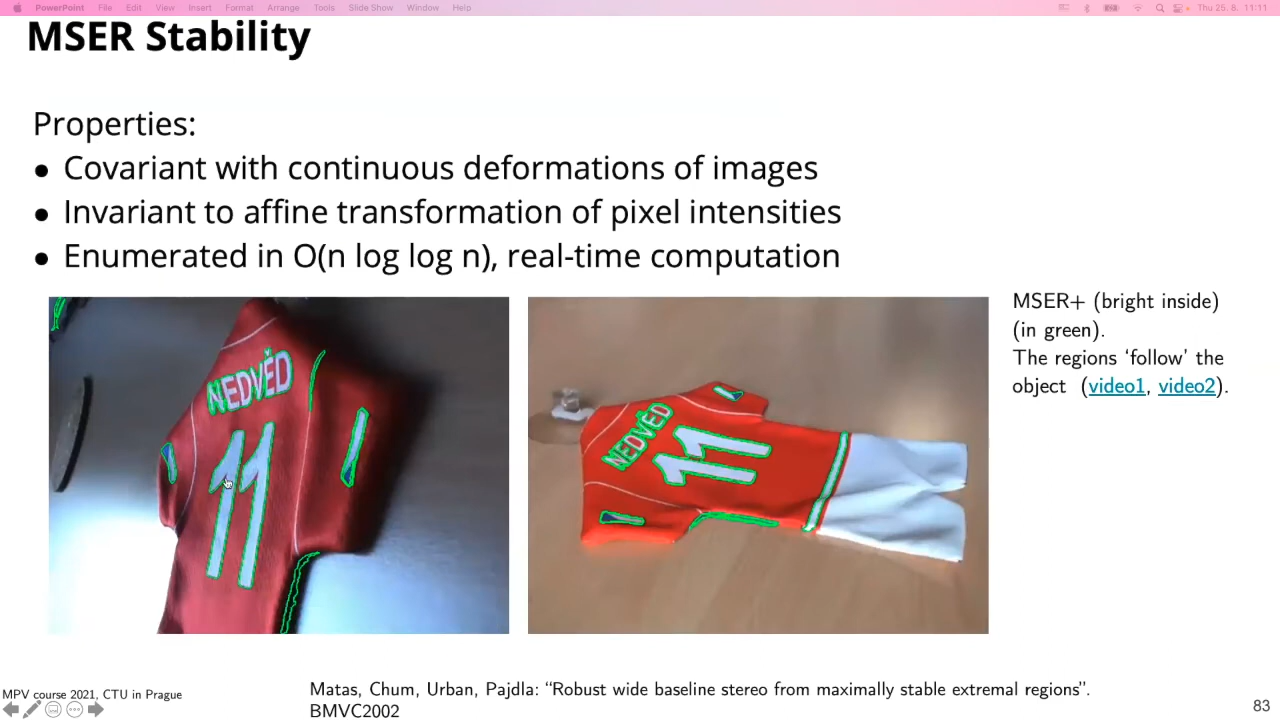 PowerPoint File Edit View Insert Format Arrange Tools Slide Show Window Help Thu 25. 8. 11:11
MSER Stability
Properties:
● Covariant with continuous deformations of images
● Invariant to affine transformation of pixel intensities
● Enumerated in O(n log log n), real-time computation
NEDVĚD
11
NEDVĚD
11
MSER+ (bright inside)
(in green).
The regions ‘follow’ the
object (video1, video2).
MPV course 2021, CTU in Prague
Matas, Chum, Urban, Pajdla: “Robust wide baseline stereo from maximally stable extremal regions”.
BMVC2002
83